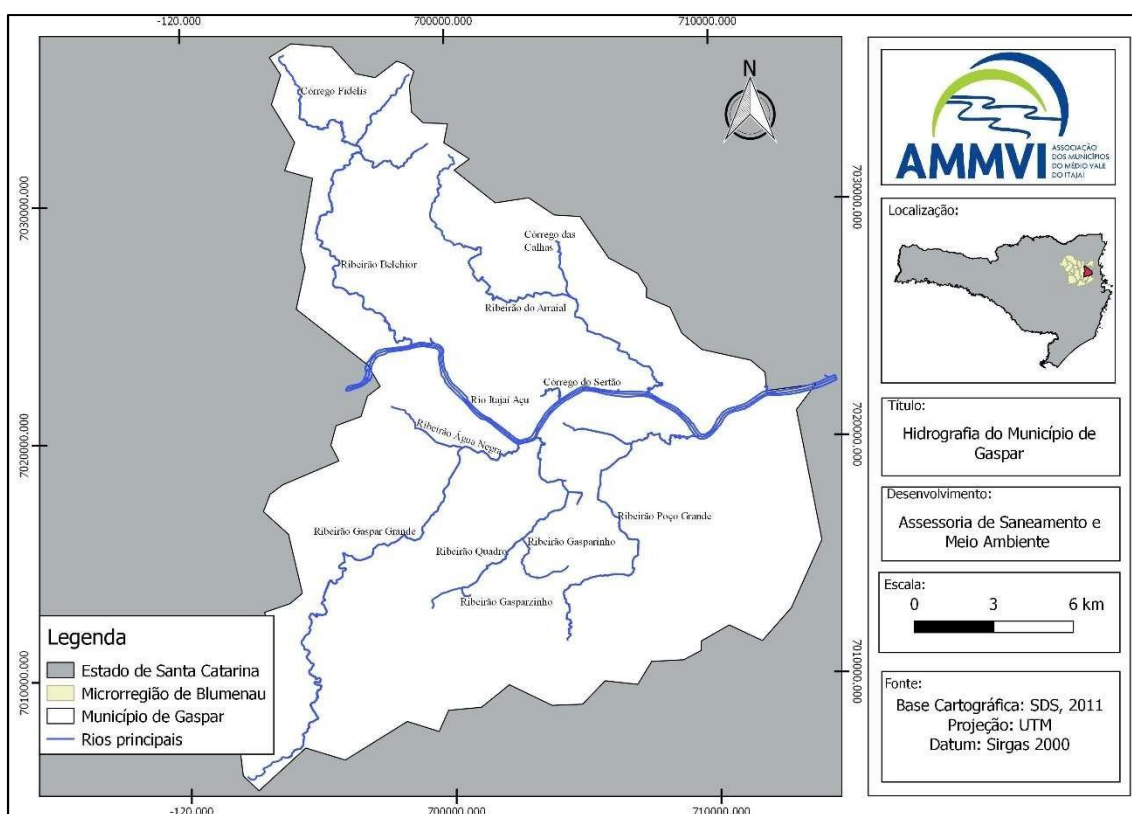 -120.000
700000.000
710000.000
7030000.000
7020000.000
7010000.000
Córrego Fidélis
Córrego das
Calhas
Ribeirão Belchior
Ribeirão do Arraial
Córrego do Sertão
Rio Itajaí Açu
Ribeirão Água Negra
Ribeirão Gaspar Grande
Ribeirão Poço Grande
Ribeirão Quadro
Ribeirão Gasparinho
Ribeirão Gasparzinho
N
7030000.000
7020000.000
7010000.000
Legenda
Estado de Santa Catarina
Microrregião de Blumenau
Município de Gaspar
Rios principais
-120.000
700000.000
710000.000
AMMVI
ASSOCIAÇÃO
DOS MUNICÍPIOS
DO MÉDIO VALE
DO ITAJAÍ
Localização:
Título:
Hidrografia do Município de
Gaspar
Desenvolvimento:
Assessoria de Saneamento e
Meio Ambiente
Escala:
0 3 6 km
Fonte:
Base Cartográfica: SDS, 2011
Projeção: UTM
Datum: Sirgas 2000